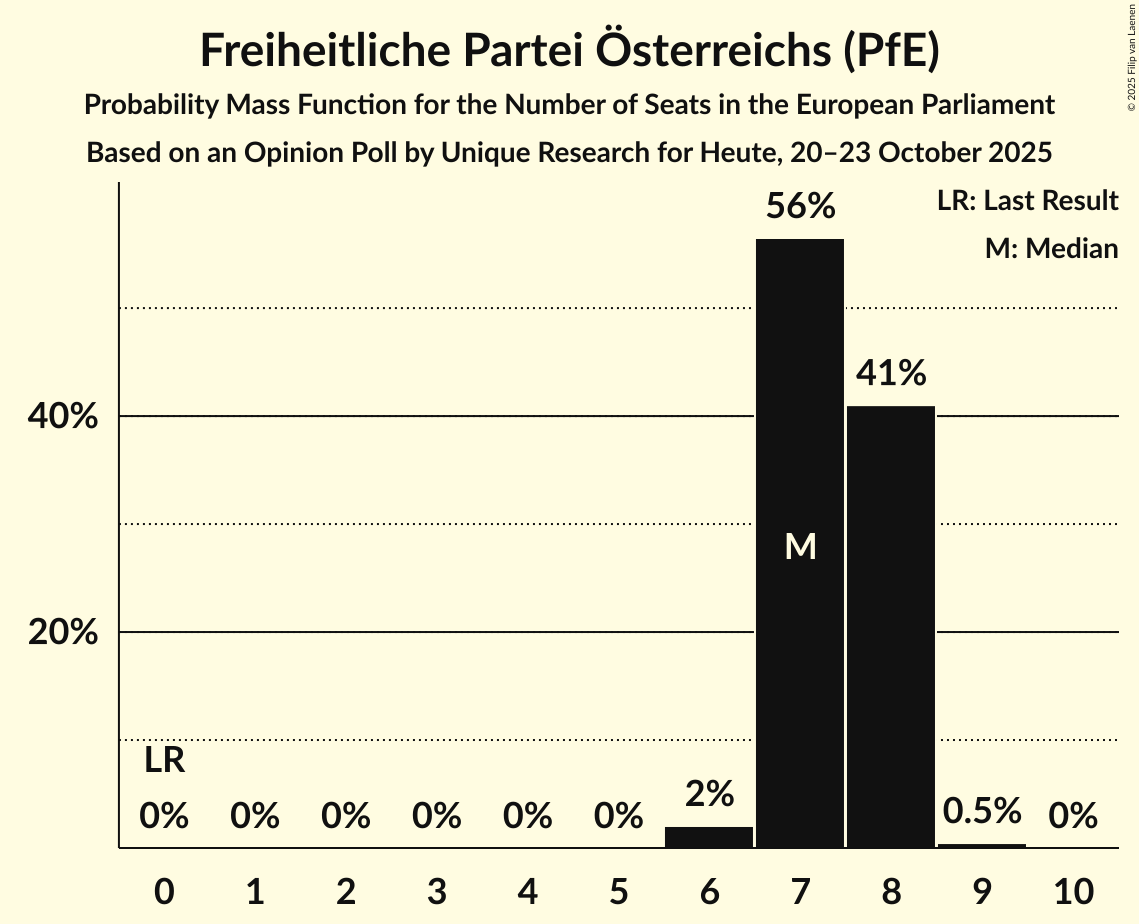 Freiheitliche Partei Österreichs (PfE)
Probability Mass Function for the Number of Seats in the European Parliament
Based on an Opinion Poll by Unique Research for Heute, 20–23 October 2025
© 2025 Filip van Laenen
LR: Last Result
M: Median
56%
41%
40%
M
20%
LR
0% 0% 0% 0% 0% 0% 2% 0.5% 0%
0 1 2 3 4 5 6 7 8 9 10